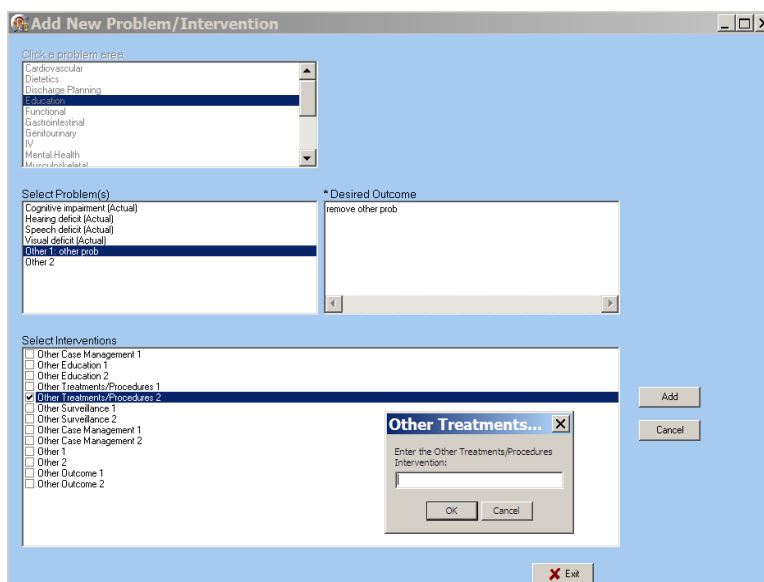 Add New Problem/Intervention
Click a problem area
Cardiovascular
Dietetics
Discharge Planning
Education
Functional
Gastrointestinal
Genitourinary
IV
Mental Health
Musculoskeletal
Select Problem(s)
Cognitive impairment (Actual)
Hearing deficit (Actual)
Speech deficit (Actual)
Visual deficit (Actual)
Other 1: other prob
Other 2
* Desired Outcome
remove other prob
Select Interventions
Other Case Management 1
Other Education 1
Other Education 2
Other Treatments/Procedures 1
Other Treatments/Procedures 2
Other Surveillance 1
Other Surveillance 2
Other Case Management 1
Other Case Management 2
Other 1
Other 2
Other Outcome 1
Other Outcome 2
Other Treatments...
Enter the Other Treatments/Procedures
Intervention:
OK
Cancel
Add
Cancel
Exit